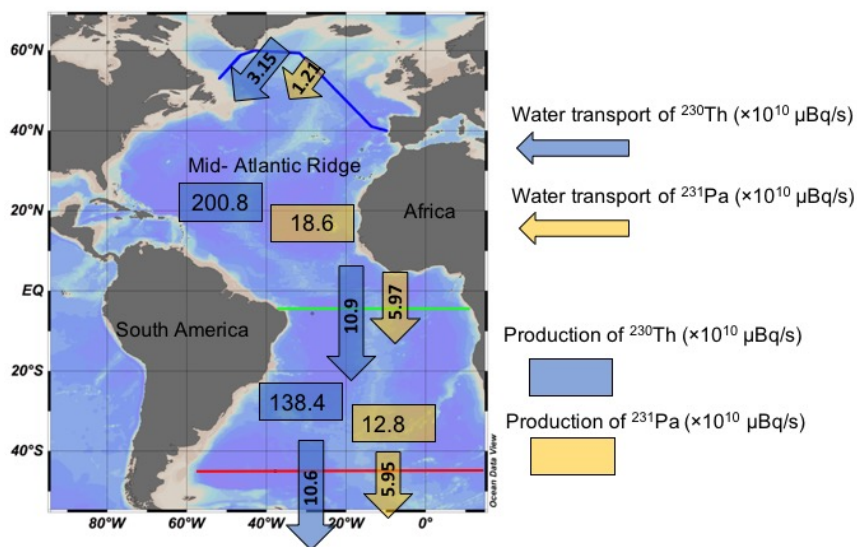 60°N
40°N
20°N
EQ
20°S
40°S
80°W
60°W
40°W
20°W
0°
3.15
1.21
Mid- Atlantic Ridge
200.8
18.6
Africa
South America
10.9
5.97
138.4
12.8
10.6
5.95
Ocean Data View
Water transport of ²³⁰Th (×10¹⁰ µBq/s)
Water transport of ²³¹Pa (×10¹⁰ µBq/s)
Production of ²³⁰Th (×10¹⁰ µBq/s)
Production of ²³¹Pa (×10¹⁰ µBq/s)